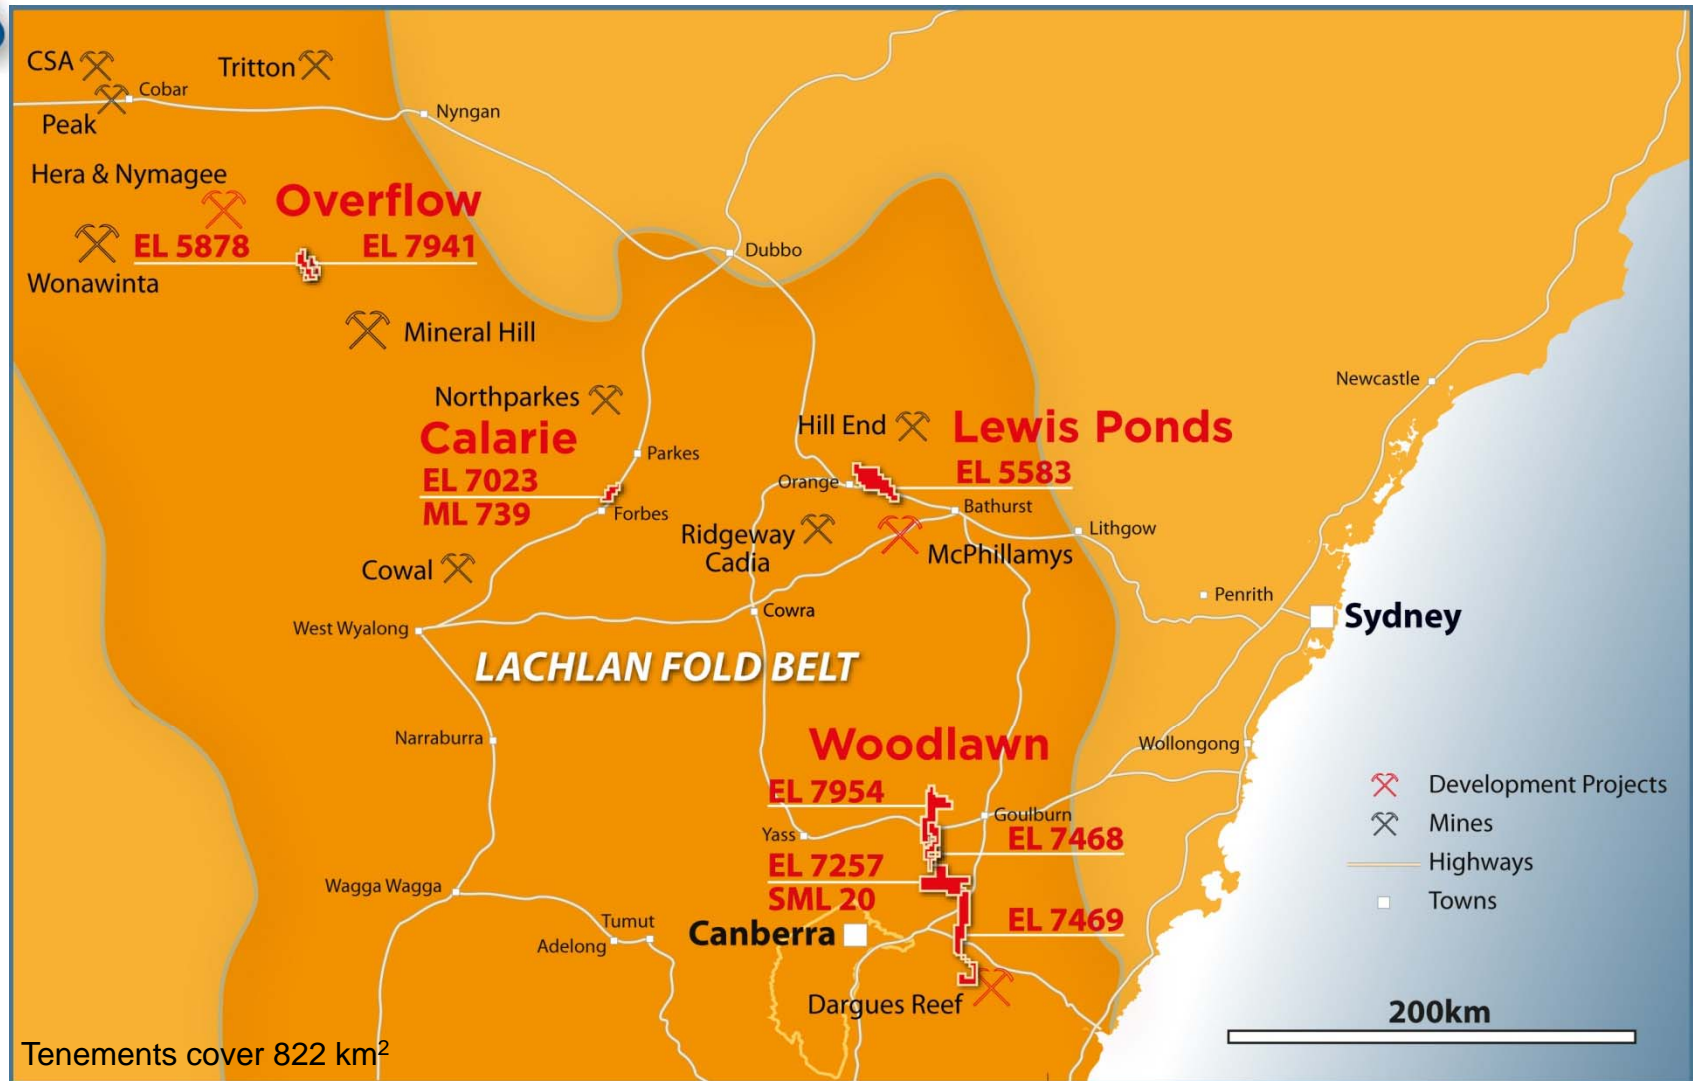 CSA
Tritton
Cobar
Peak
Nyngan
Hera & Nymagee
Overflow
EL 5878
EL 7941
Wonawinta
Dubbo
Mineral Hill
Newcastle
Northparkes
Calarie
EL 7023
ML 739
Parkes
Forbes
Hill End
Lewis Ponds
EL 5583
Orange
Bathurst
Lithgow
Ridgeway
Cadia
McPhillamys
Cowal
Penrith
Sydney
Cowra
West Wyalong
LACHLAN FOLD BELT
Narraburra
Woodlawn
Wollongong
EL 7954
Goulburn
Yass
EL 7468
EL 7257
SML 20
Wagga Wagga
EL 7469
Tumut
Adelong
Canberra
Dargues Reef
Development Projects
Mines
Highways
Towns
200km
Tenements cover 822 km²